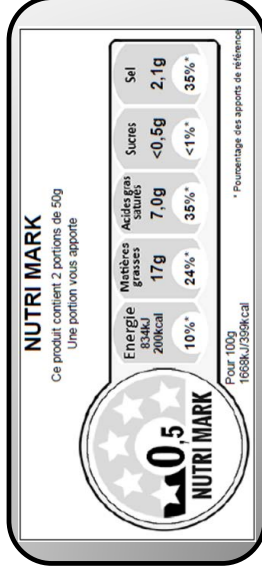 NUTRI MARK
Ce produit contient 2 portions de 50g
Une portion vous apporte
Energie
834kJ
200kcal
10%*
Matières
grasses
17g
24%*
Acides gras
saturés
7,0g
35%*
Sucres
<0,5g
<1%*
Sel
2,1g
35%*
0,5
NUTRI MARK
Pour 100g
1668kJ/399kcal
* Pourcentage des apports de référence